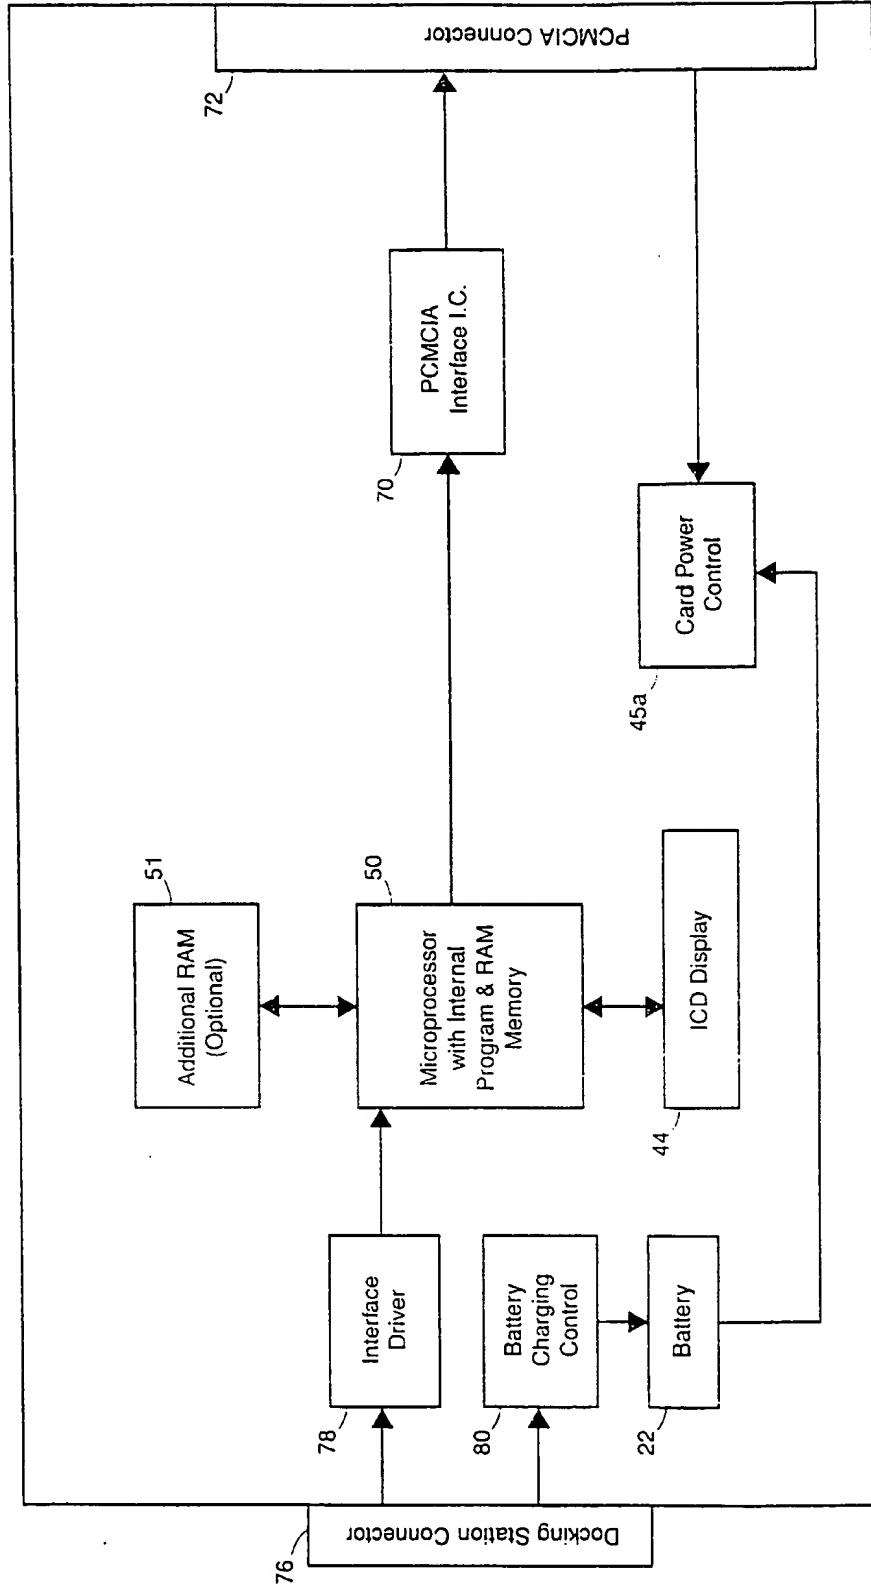 76
Docking Station Connector
78
Interface
Driver
80
Battery
Charging
Control
22
Battery
51
Additional RAM
(Optional)
50
Microprocessor
with Internal
Program & RAM
Memory
44
ICD Display
70
PCMCIA
Interface I.C.
45a
Card Power
Control
72
PCMCIA Connector